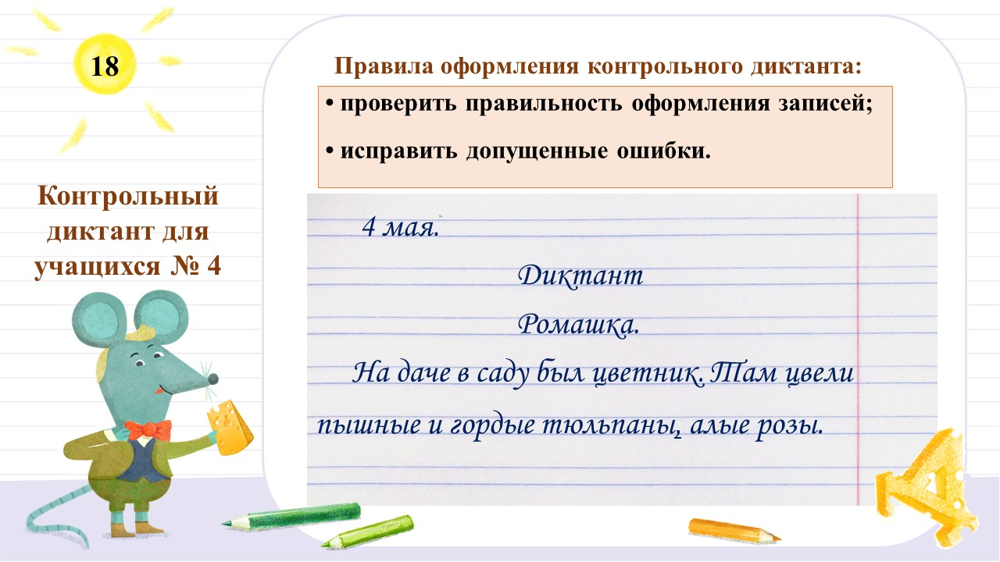 18
Контрольный
диктант для
учащихся № 4
Правила оформления контрольного диктанта:
• проверить правильность оформления записей;
• исправить допущенные ошибки.
4 мая.
Диктант
Ромашка.
На даче в саду был цветник. Там цвели
пышные и гордые тюльпаны, алые розы.